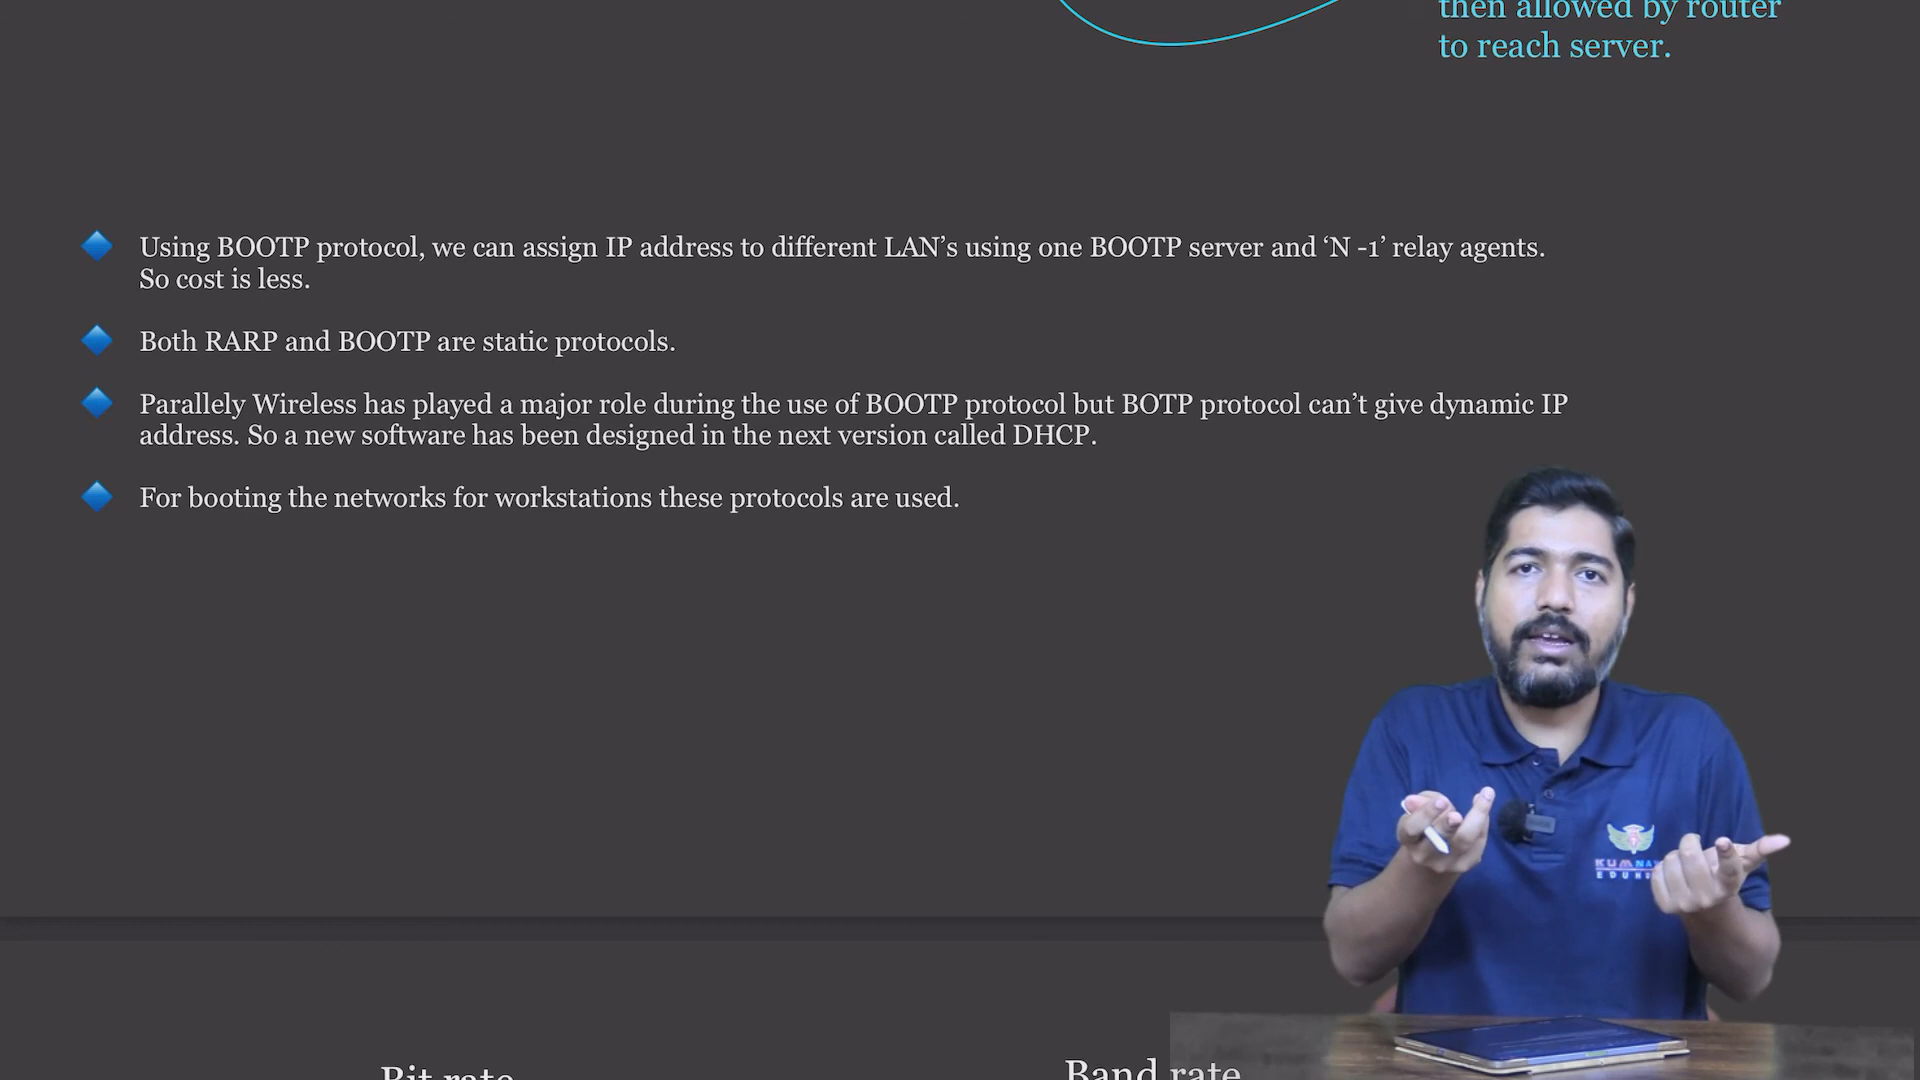 then allowed by router
to reach server.
Using BOOTP protocol, we can assign IP address to different LAN’s using one BOOTP server and ‘N -1’ relay agents.
So cost is less.
Both RARP and BOOTP are static protocols.
Parallely Wireless has played a major role during the use of BOOTP protocol but BOTP protocol can’t give dynamic IP
address. So a new software has been designed in the next version called DHCP.
For booting the networks for workstations these protocols are used.
Bit rate
Band rate